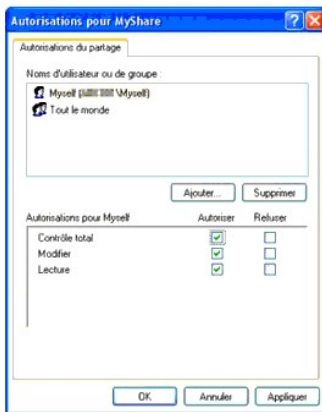 Autorisations pour MyShare
Autorisations du partage
Noms d'utilisateur ou de groupe :
Myself ( \Myself)
Tout le monde
Ajouter... Supprimer
Autorisations pour Myself Autoriser Refuser
Contrôle total
Modifier
Lecture
OK Annuler Appliquer